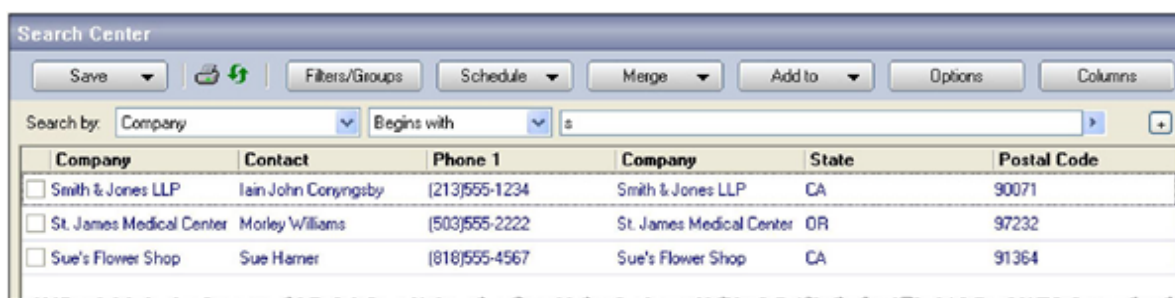 Search Center
Save Filters/Groups Schedule Merge Add to Options Columns
Search by: Company Begins with s
Company Contact Phone 1 Company State Postal Code
Smith & Jones LLP Iain John Conyngsby (213)555-1234 Smith & Jones LLP CA 90071
St. James Medical Center Morley Williams (503)555-2222 St. James Medical Center OR 97232
Sue's Flower Shop Sue Harner (818)555-4567 Sue's Flower Shop CA 91364